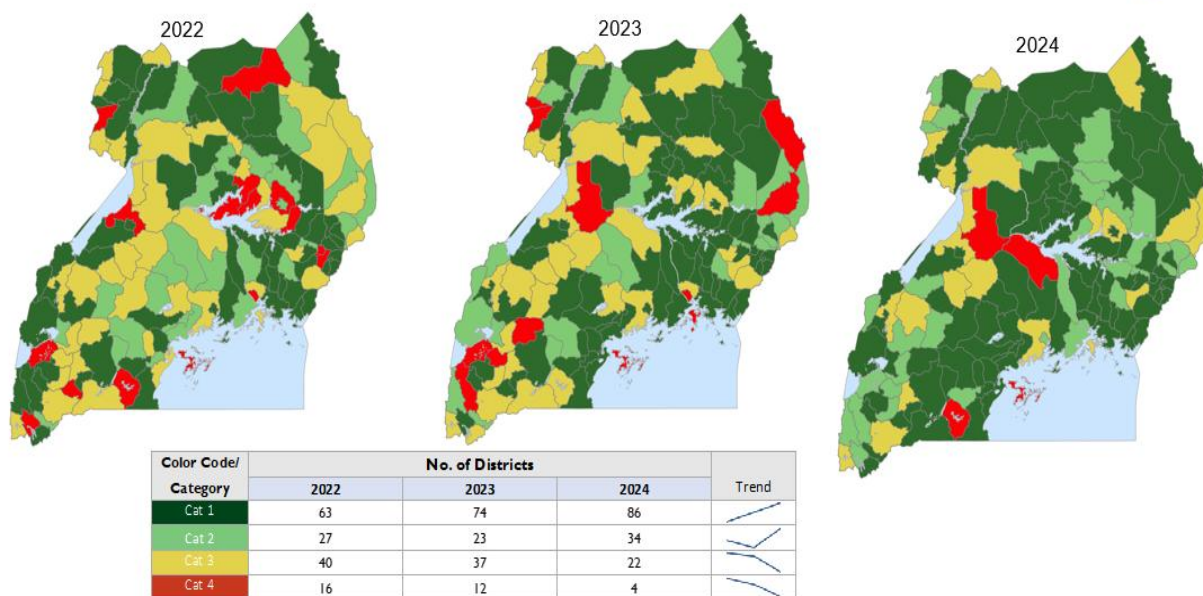 2022
2023
2024
Color Code/ Category
No. of Districts
2022 2023 2024 Trend
Cat 1 63 74 86
Cat 2 27 23 34
Cat 3 40 37 22
Cat 4 16 12 4